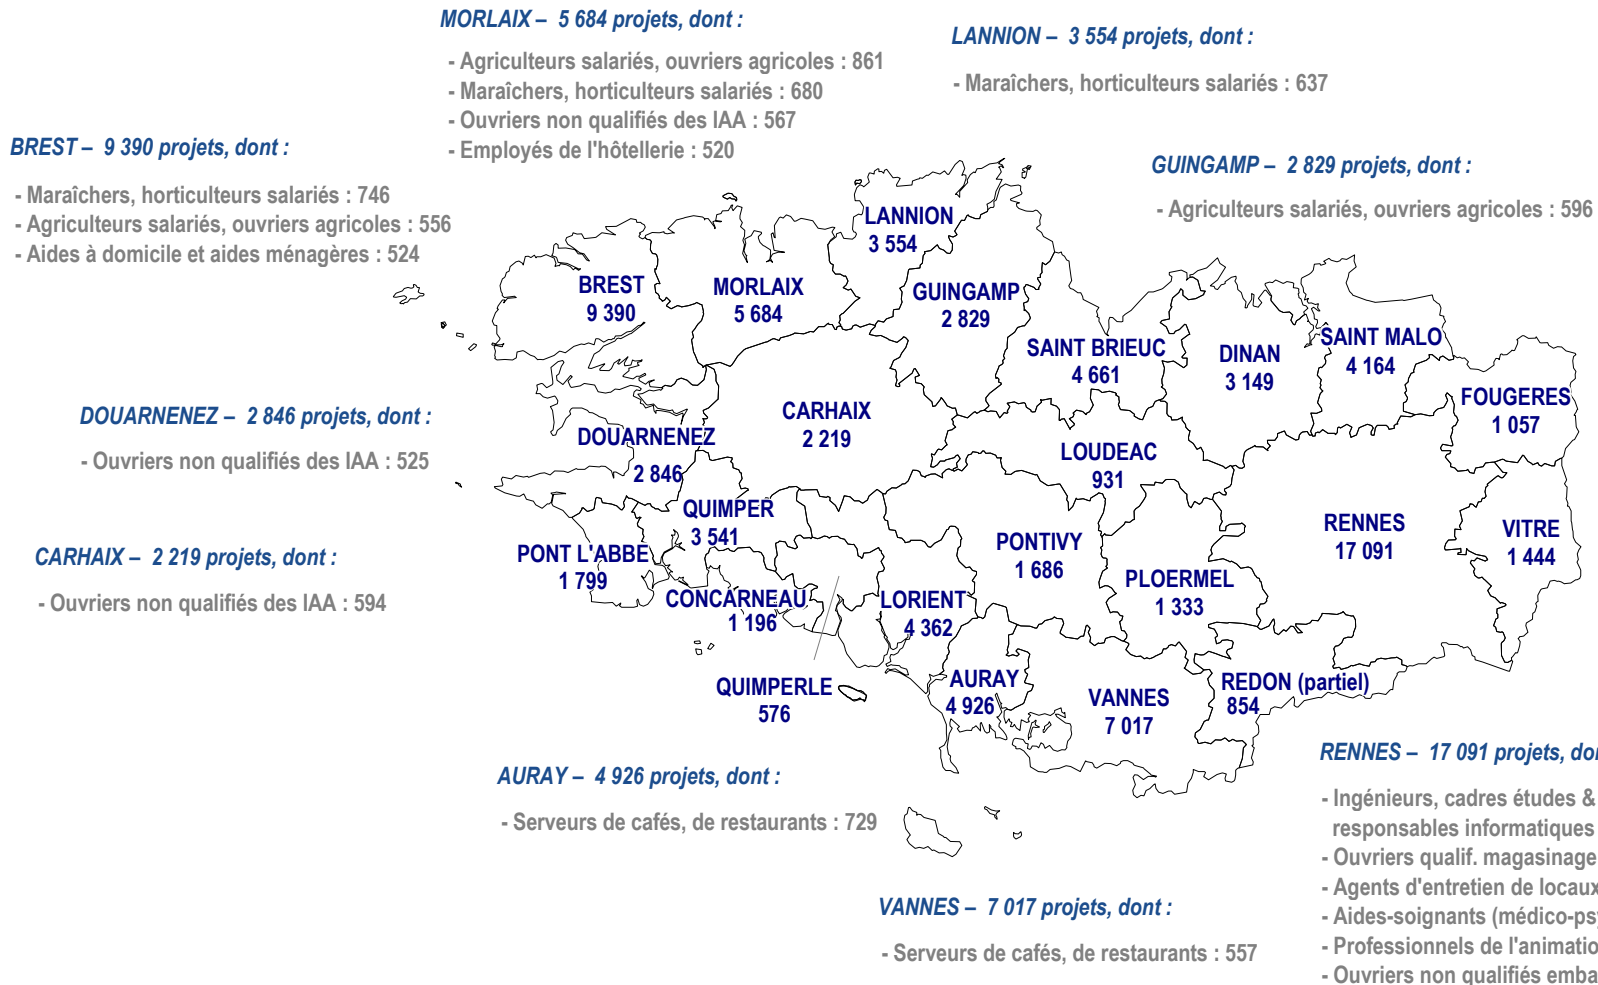 MORLAIX – 5 684 projets, dont :
- Agriculteurs salariés, ouvriers agricoles : 861
- Maraîchers, horticulteurs salariés : 680
- Ouvriers non qualifiés des IAA : 567
- Employés de l'hôtellerie : 520
LANNION – 3 554 projets, dont :
- Maraîchers, horticulteurs salariés : 637
BREST – 9 390 projets, dont :
- Maraîchers, horticulteurs salariés : 746
- Agriculteurs salariés, ouvriers agricoles : 556
- Aides à domicile et aides ménagères : 524
GUINGAMP – 2 829 projets, dont :
- Agriculteurs salariés, ouvriers agricoles : 596
LANNION
3 554
BREST
9 390
MORLAIX
5 684
GUINGAMP
2 829
SAINT BRIEUC
4 661
DINAN
3 149
SAINT MALO
4 164
FOUGERES
1 057
DOUARNENEZ – 2 846 projets, dont :
- Ouvriers non qualifiés des IAA : 525
CARHAIX
2 219
DOUARNENEZ
2 846
LOUDEAC
931
QUIMPER
3 541
RENNES
17 091
VITRE
1 444
CARHAIX – 2 219 projets, dont :
- Ouvriers non qualifiés des IAA : 594
PONT L'ABBE
1 799
PONTIVY
1 686
PLOERMEL
1 333
CONCARNEAU
1 196
LORIENT
4 362
QUIMPERLE
576
AURAY
4 926
VANNES
7 017
REDON (partiel)
854
AURAY – 4 926 projets, dont :
- Serveurs de cafés, de restaurants : 729
VANNES – 7 017 projets, dont :
- Serveurs de cafés, de restaurants : 557
RENNES – 17 091 projets, don
- Ingénieurs, cadres études &
responsables informatiques
- Ouvriers qualif. magasinage
- Agents d'entretien de locaux
- Aides-soignants (médico-psy
- Professionnels de l'animatio
- Ouvriers non qualifiés emba